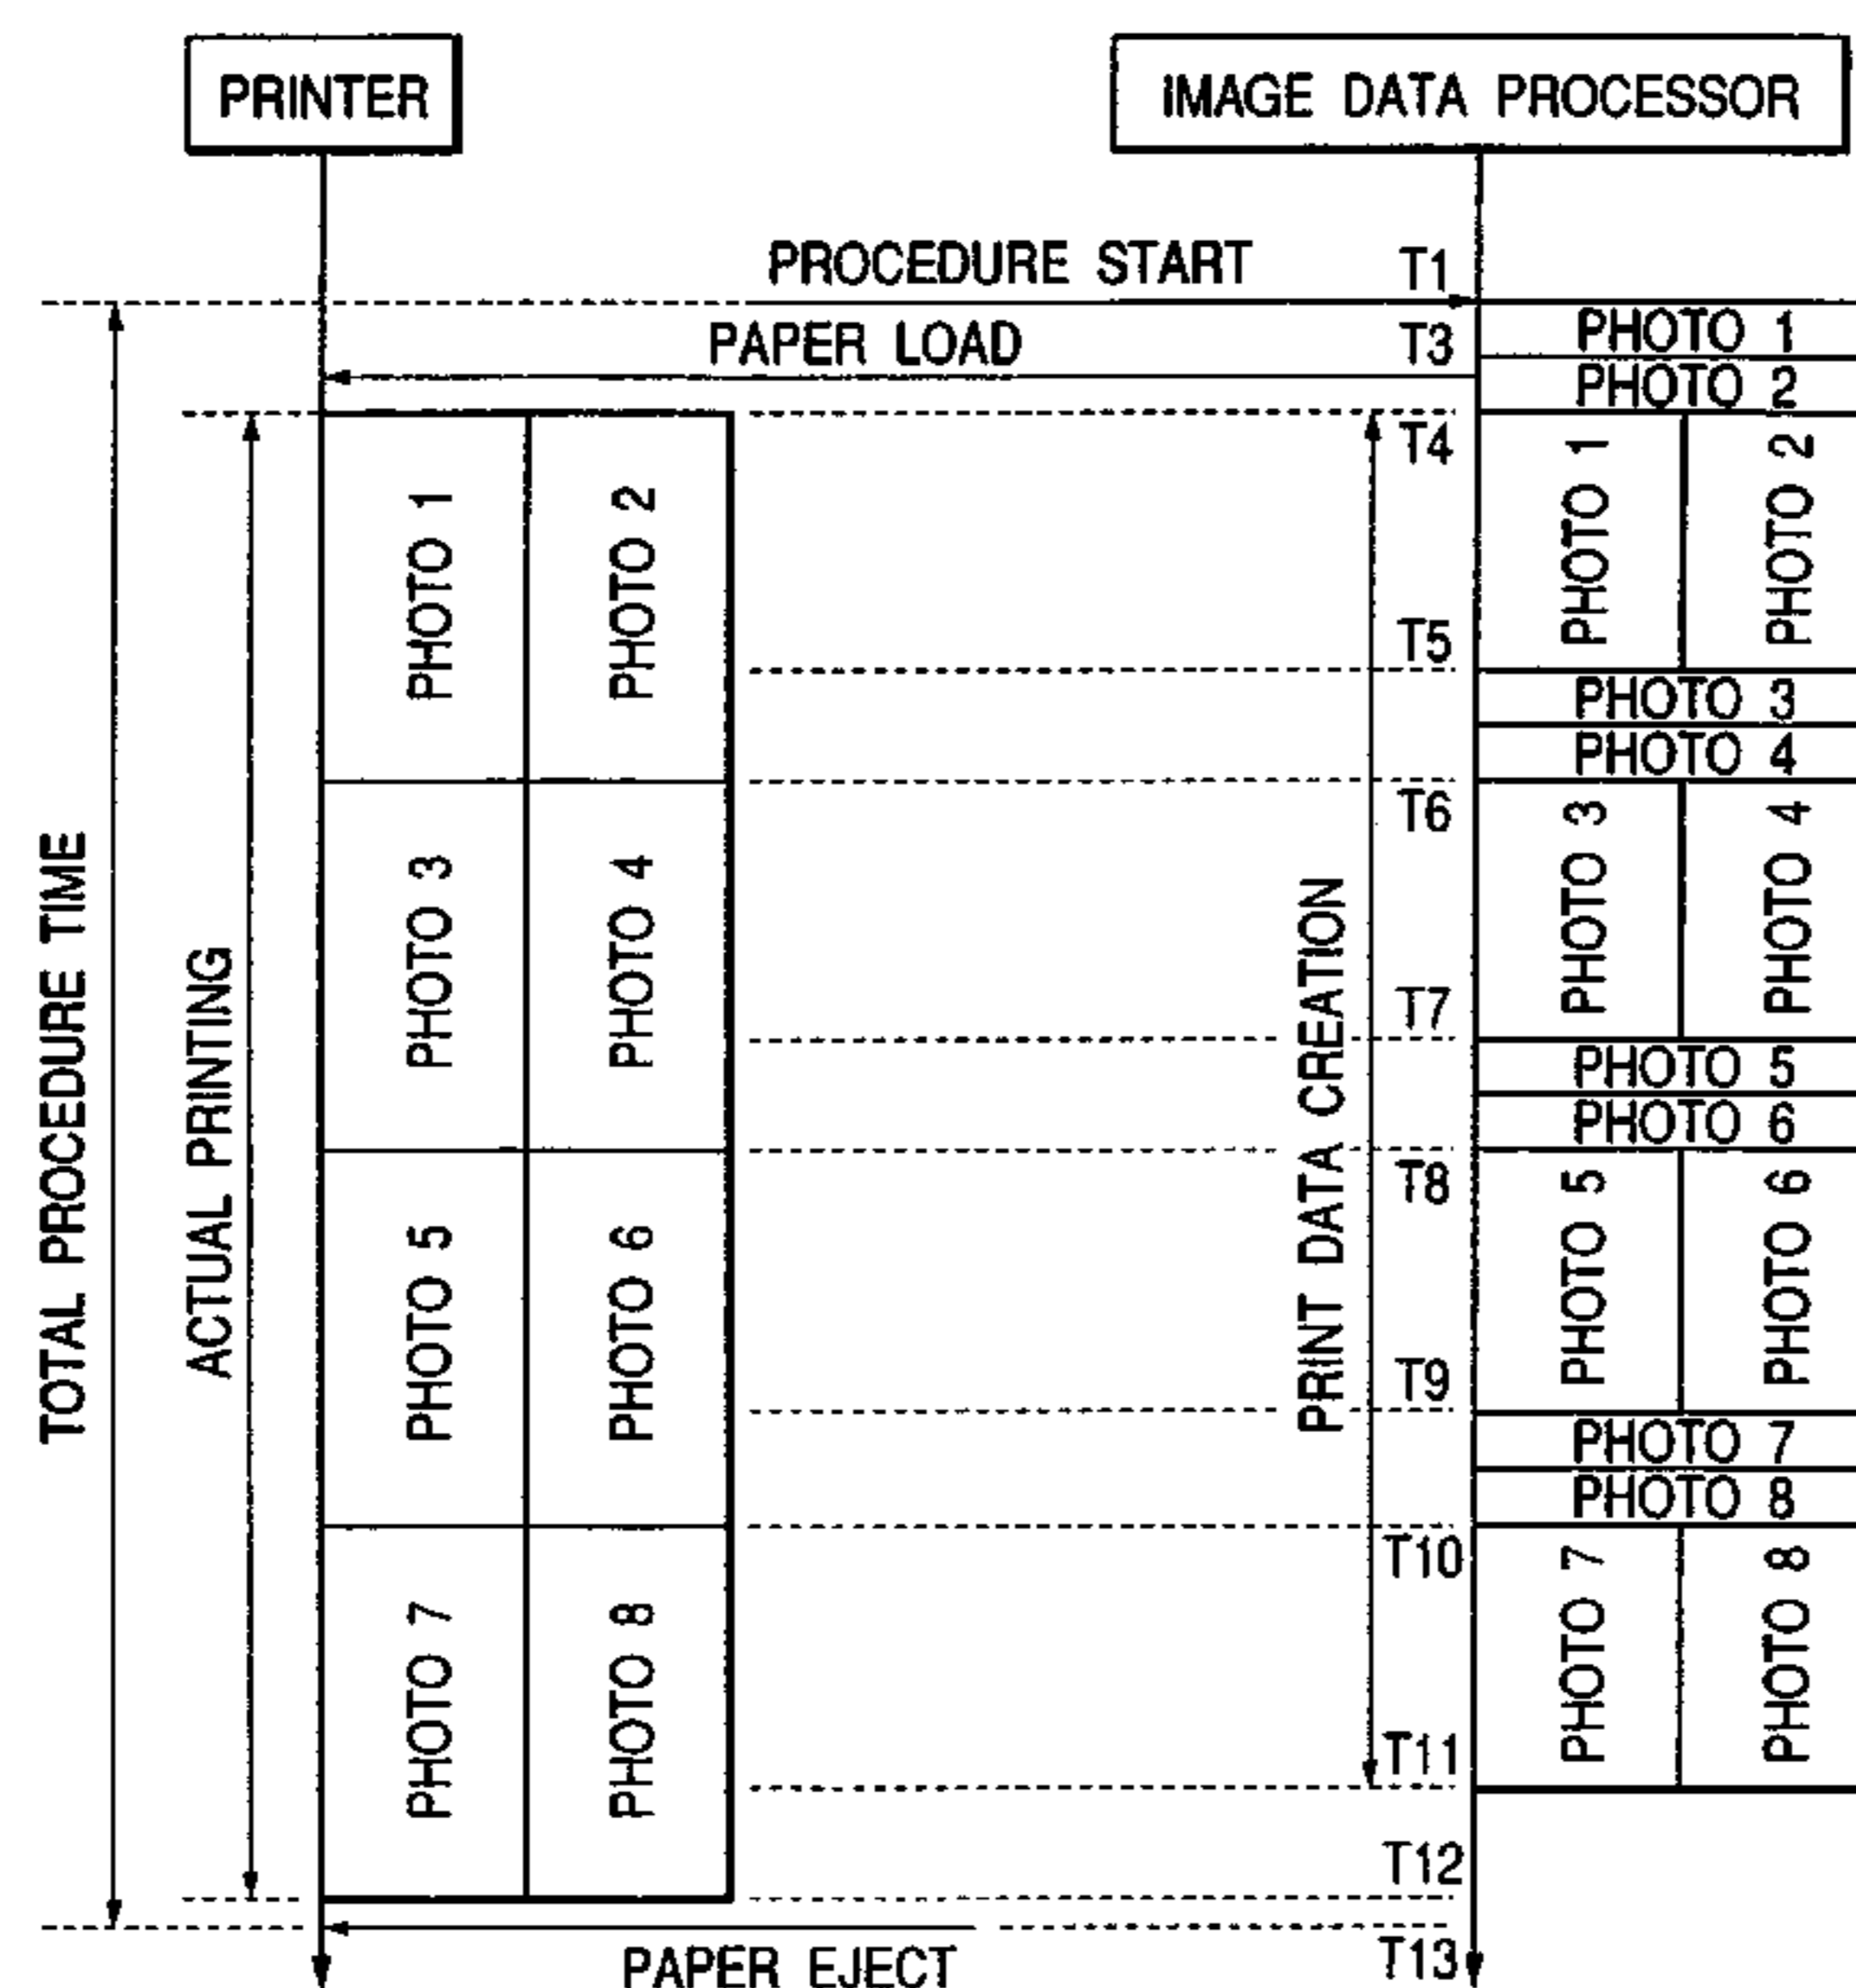 PRINTER
IMAGE DATA PROCESSOR
PROCEDURE START
T1
PHOTO 1
PAPER LOAD
T3
PHOTO 2
T4
PHOTO 1
PHOTO 2
PHOTO 1
PHOTO 2
T5
PHOTO 3
PHOTO 4
T6
PHOTO 3
PHOTO 4
PHOTO 3
PHOTO 4
TOTAL PROCEDURE TIME
ACTUAL PRINTING
PRINT DATA CREATION
T7
PHOTO 5
PHOTO 6
T8
PHOTO 5
PHOTO 6
PHOTO 5
PHOTO 6
T9
PHOTO 7
PHOTO 8
T10
PHOTO 7
PHOTO 8
PHOTO 7
PHOTO 8
T11
T12
PAPER EJECT
T13